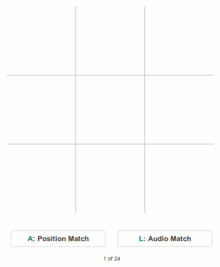 A: Position Match
L: Audio Match
1 of 24